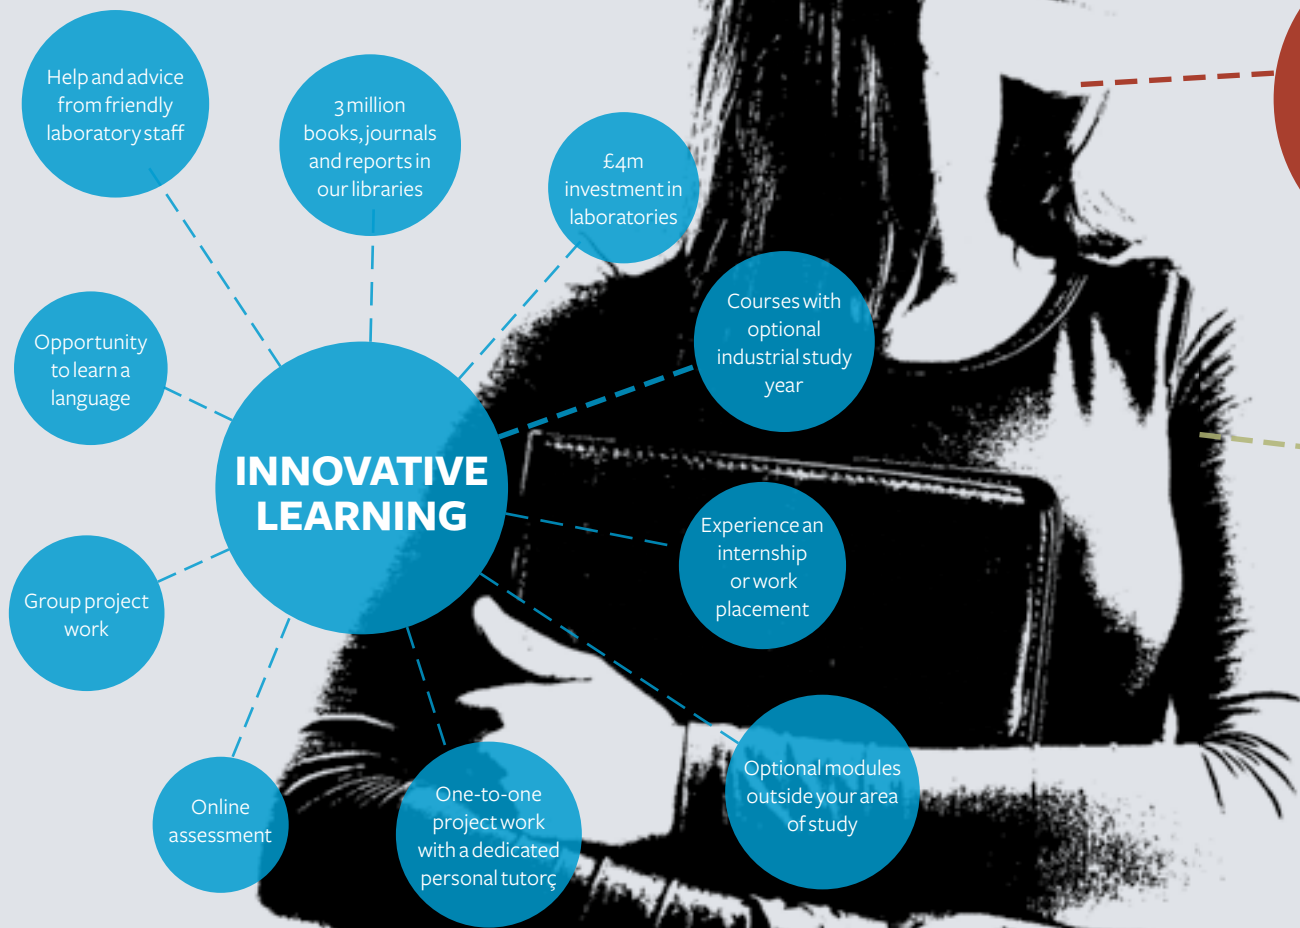 Help and advice
from friendly
laboratory staff
3 million
books, journals
and reports in
our libraries
£4m
investment in
laboratories
Courses with
optional
industrial study
year
Opportunity
to learn a
language
INNOVATIVE
LEARNING
Experience an
internship
or work
placement
Group project
work
Optional modules
outside your area
of study
Online
assessment
One-to-one
project work
with a dedicated
personal tutorç